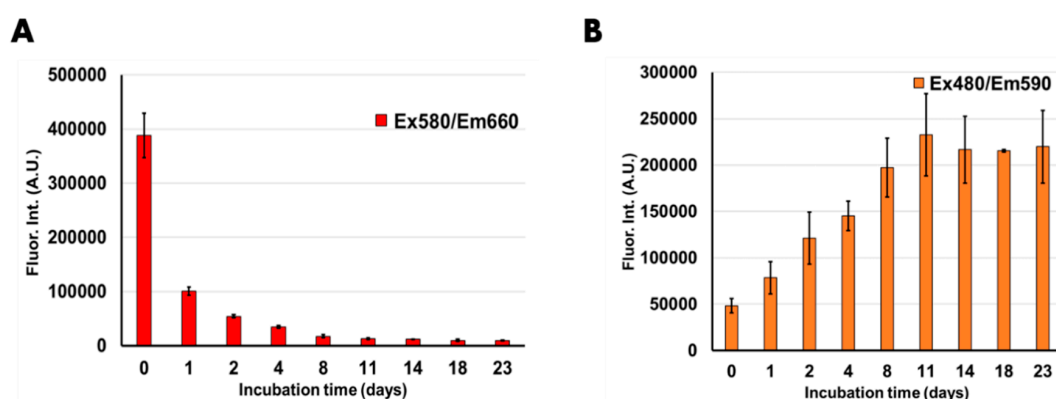 A
Fluor. Int. (A.U.)
500000
400000
300000
200000
100000
0
Ex580/Em660
0 1 2 4 8 11 14 18 23
Incubation time (days)
B
Fluor. Int. (A.U.)
300000
250000
200000
150000
100000
50000
0
Ex480/Em590
0 1 2 4 8 11 14 18 23
Incubation time (days)